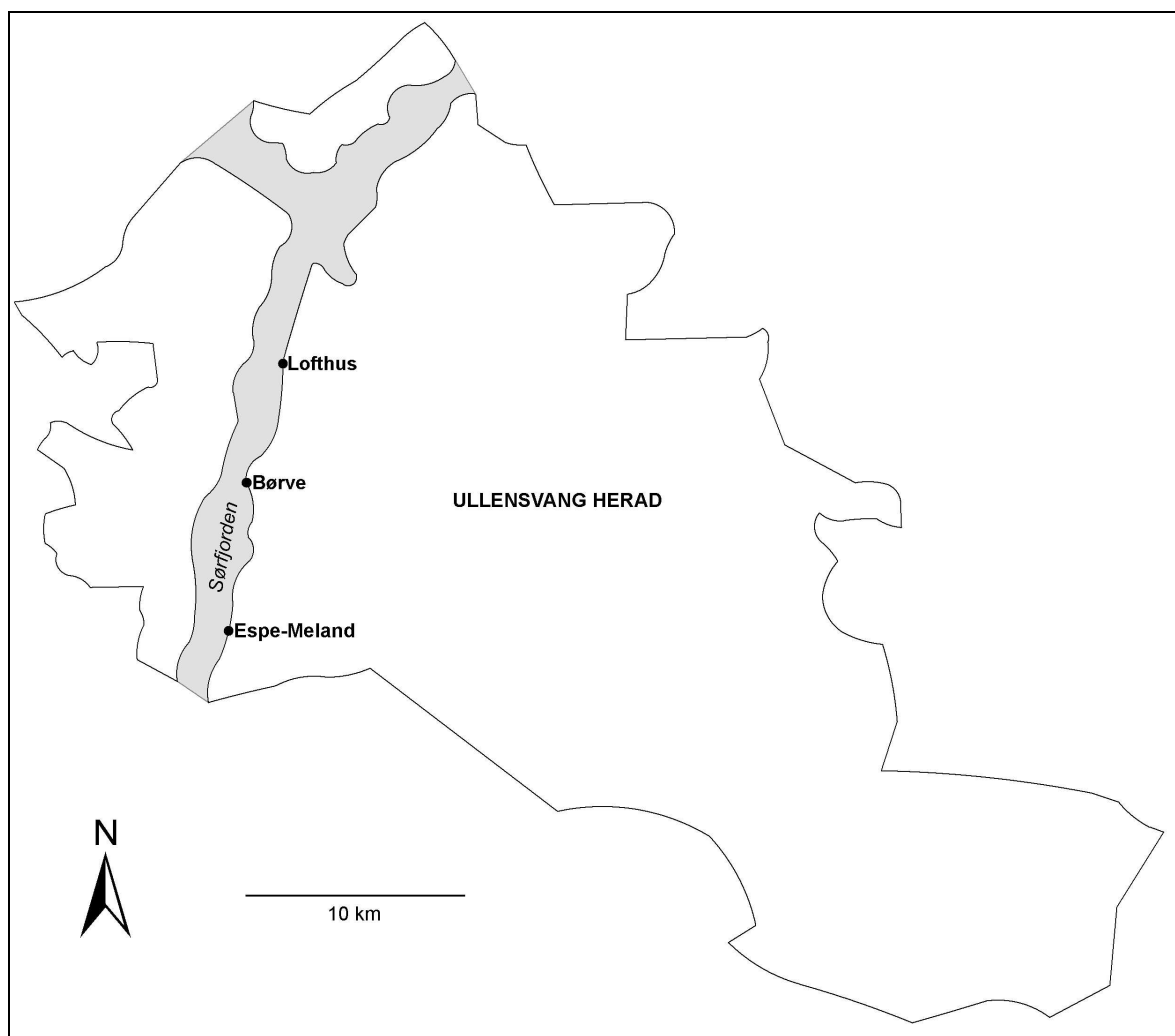 Lofthus
Børve
ULLENSVANG HERAD
Sørfjorden
Espe-Meland
N
10 km